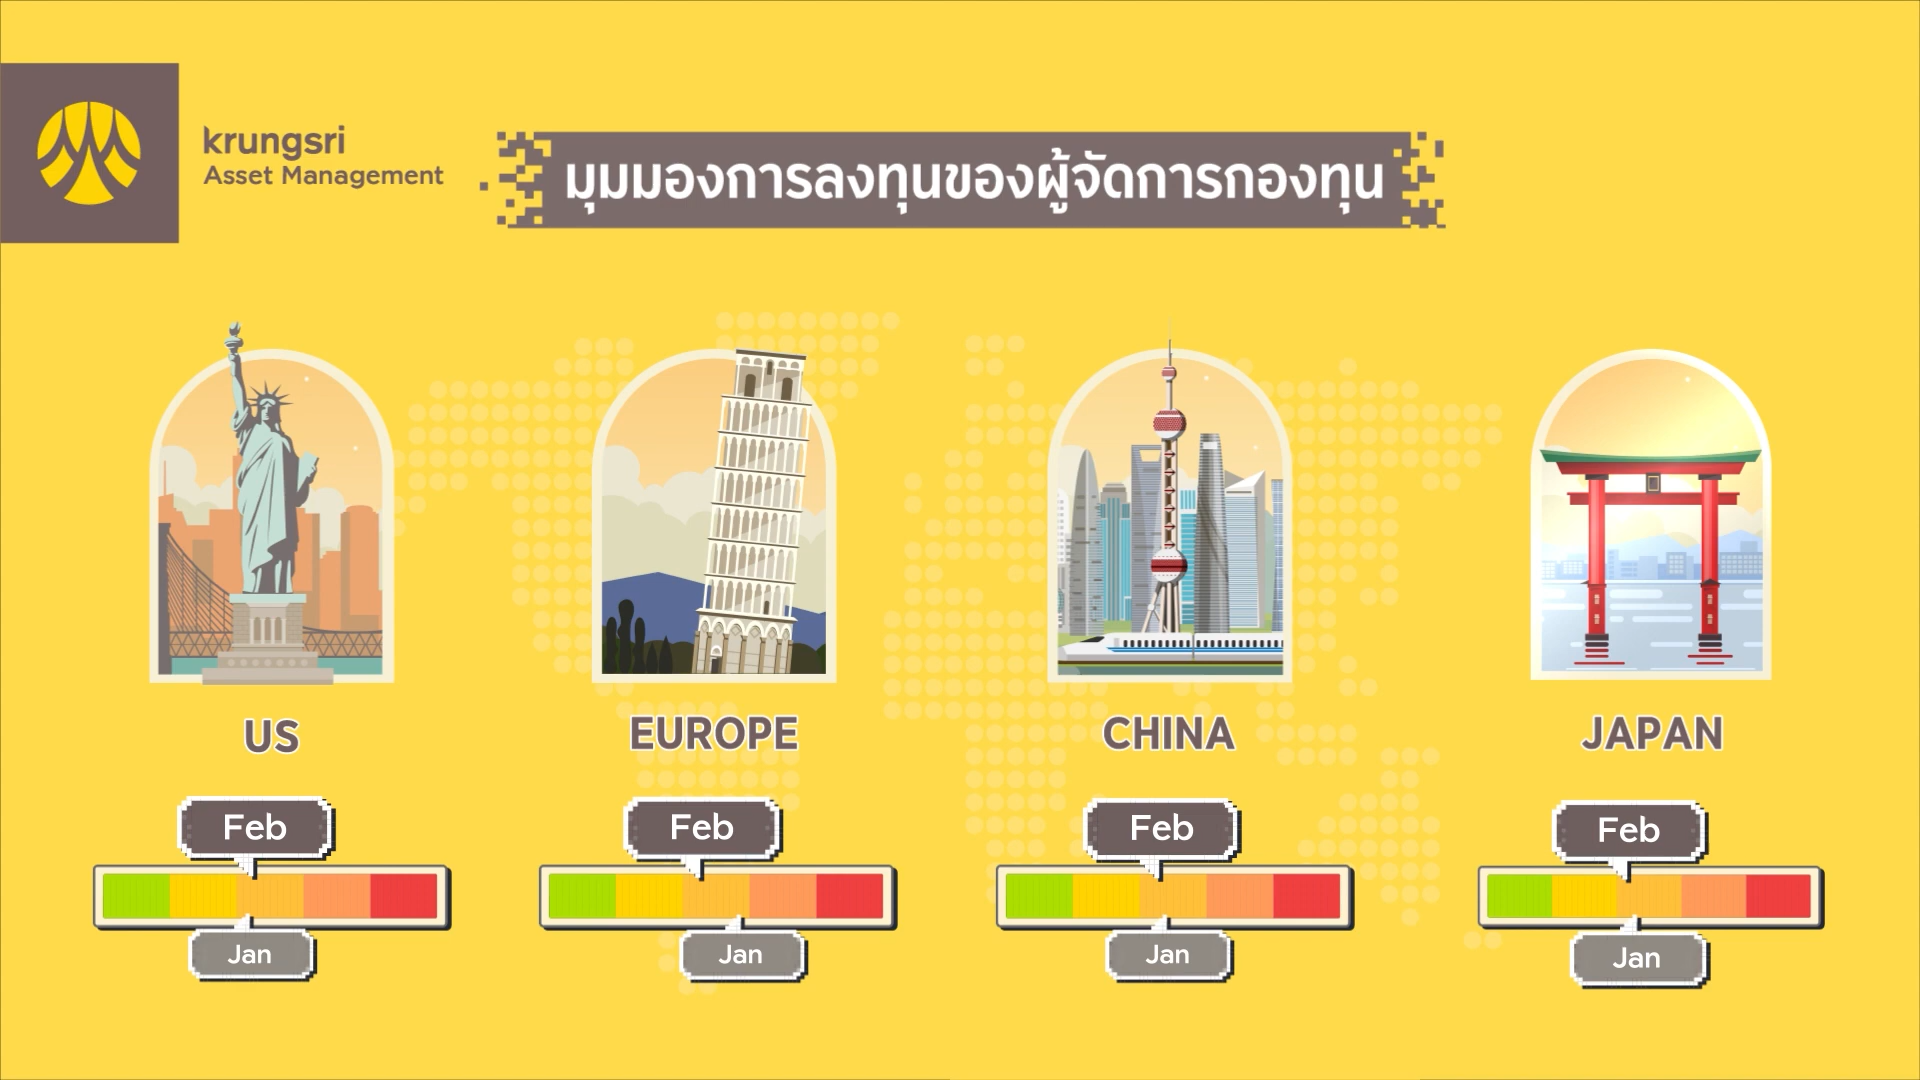 krungsri
Asset Management
มุมมองการลงทุนของผู้จัดการกองทุน
US
EUROPE
CHINA
JAPAN
Feb
Feb
Feb
Feb
Jan
Jan
Jan
Jan